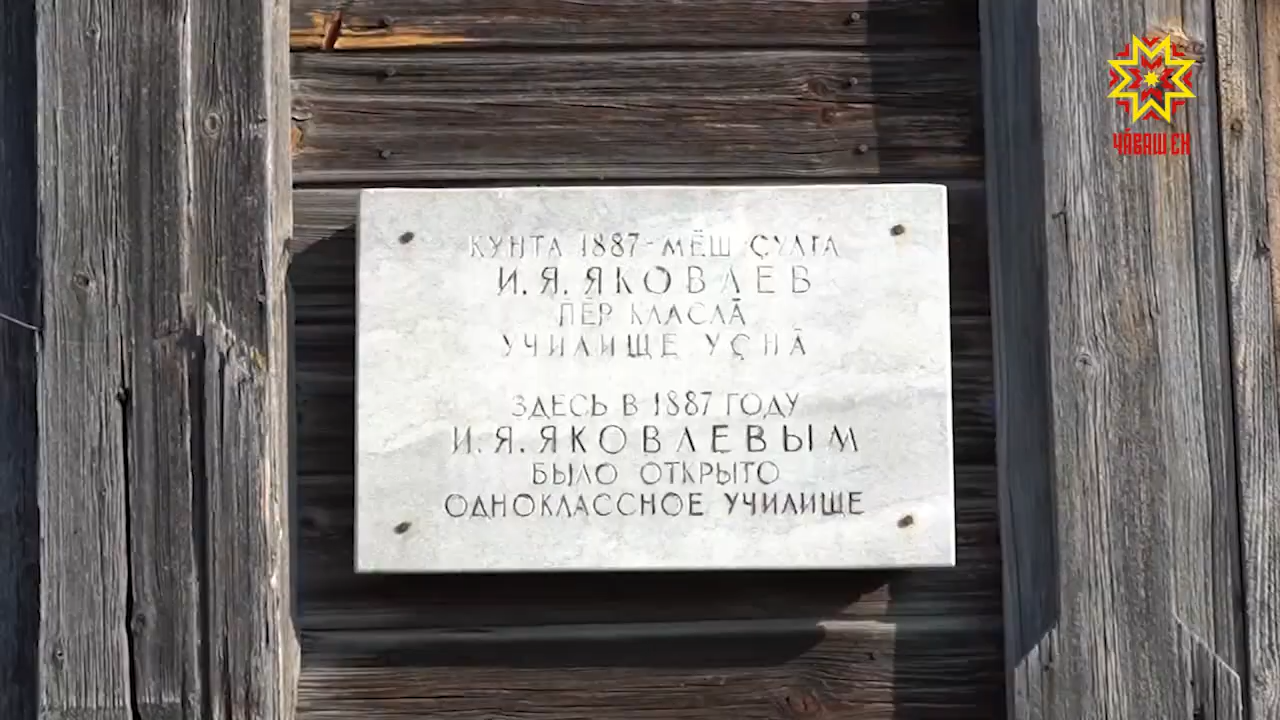 ЧӐВАШ ЕН
КУНТА 1887-МӖШ ҪУЛТА
И. Я. ЯКОВЛЕВ
ПӖР КЛАСЛӐ
УЧИЛИЩЕ УҪНӐ
ЗДЕСЬ В 1887 ГОДУ
И. Я. ЯКОВЛЕВЫМ
БЫЛО ОТКРЫТО
ОДНОКЛАССНОЕ УЧИЛИЩЕ